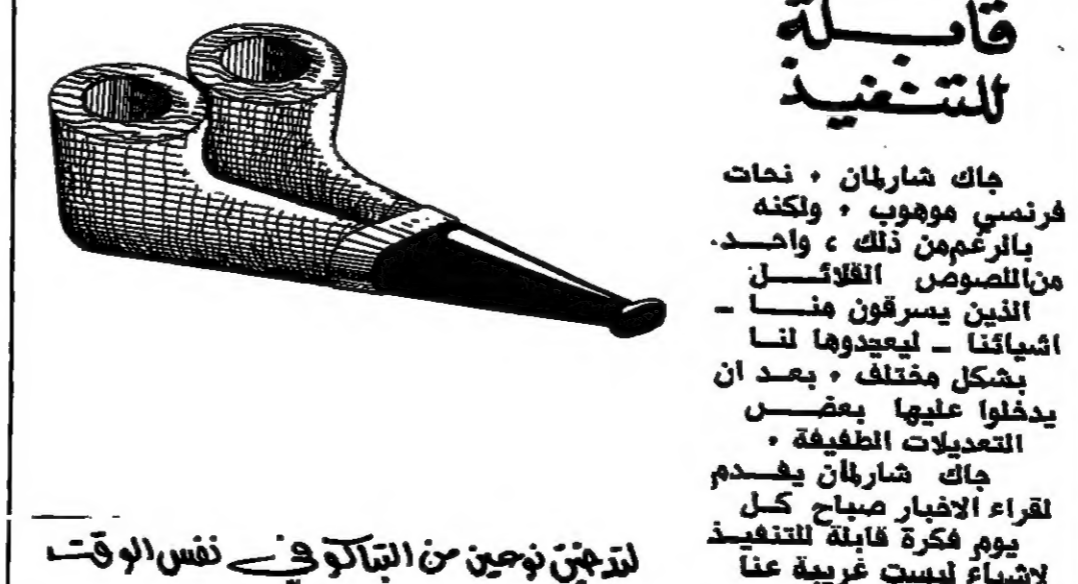 قابلة
للتنفيذ
جاك شارلمان ، نحات
فرنسي موهوب ، ولكنه
بالرغم من ذلك ، واحد
من اللصوص القلائل
الذين يسرقون منا -
اشيائنا - ليعيدوها لنا
بشكل مختلف ، بعد ان
يدخلوا عليها بعض
التعديلات الطفيفة ،
جاك شارلمان يقدم
لقراء الاخبار صباح كل
يوم فكرة قابلة للتنفيذ
لاشياء ليست غريبة عنا
لتدخين نوعين من التباكو في نفس الوقت